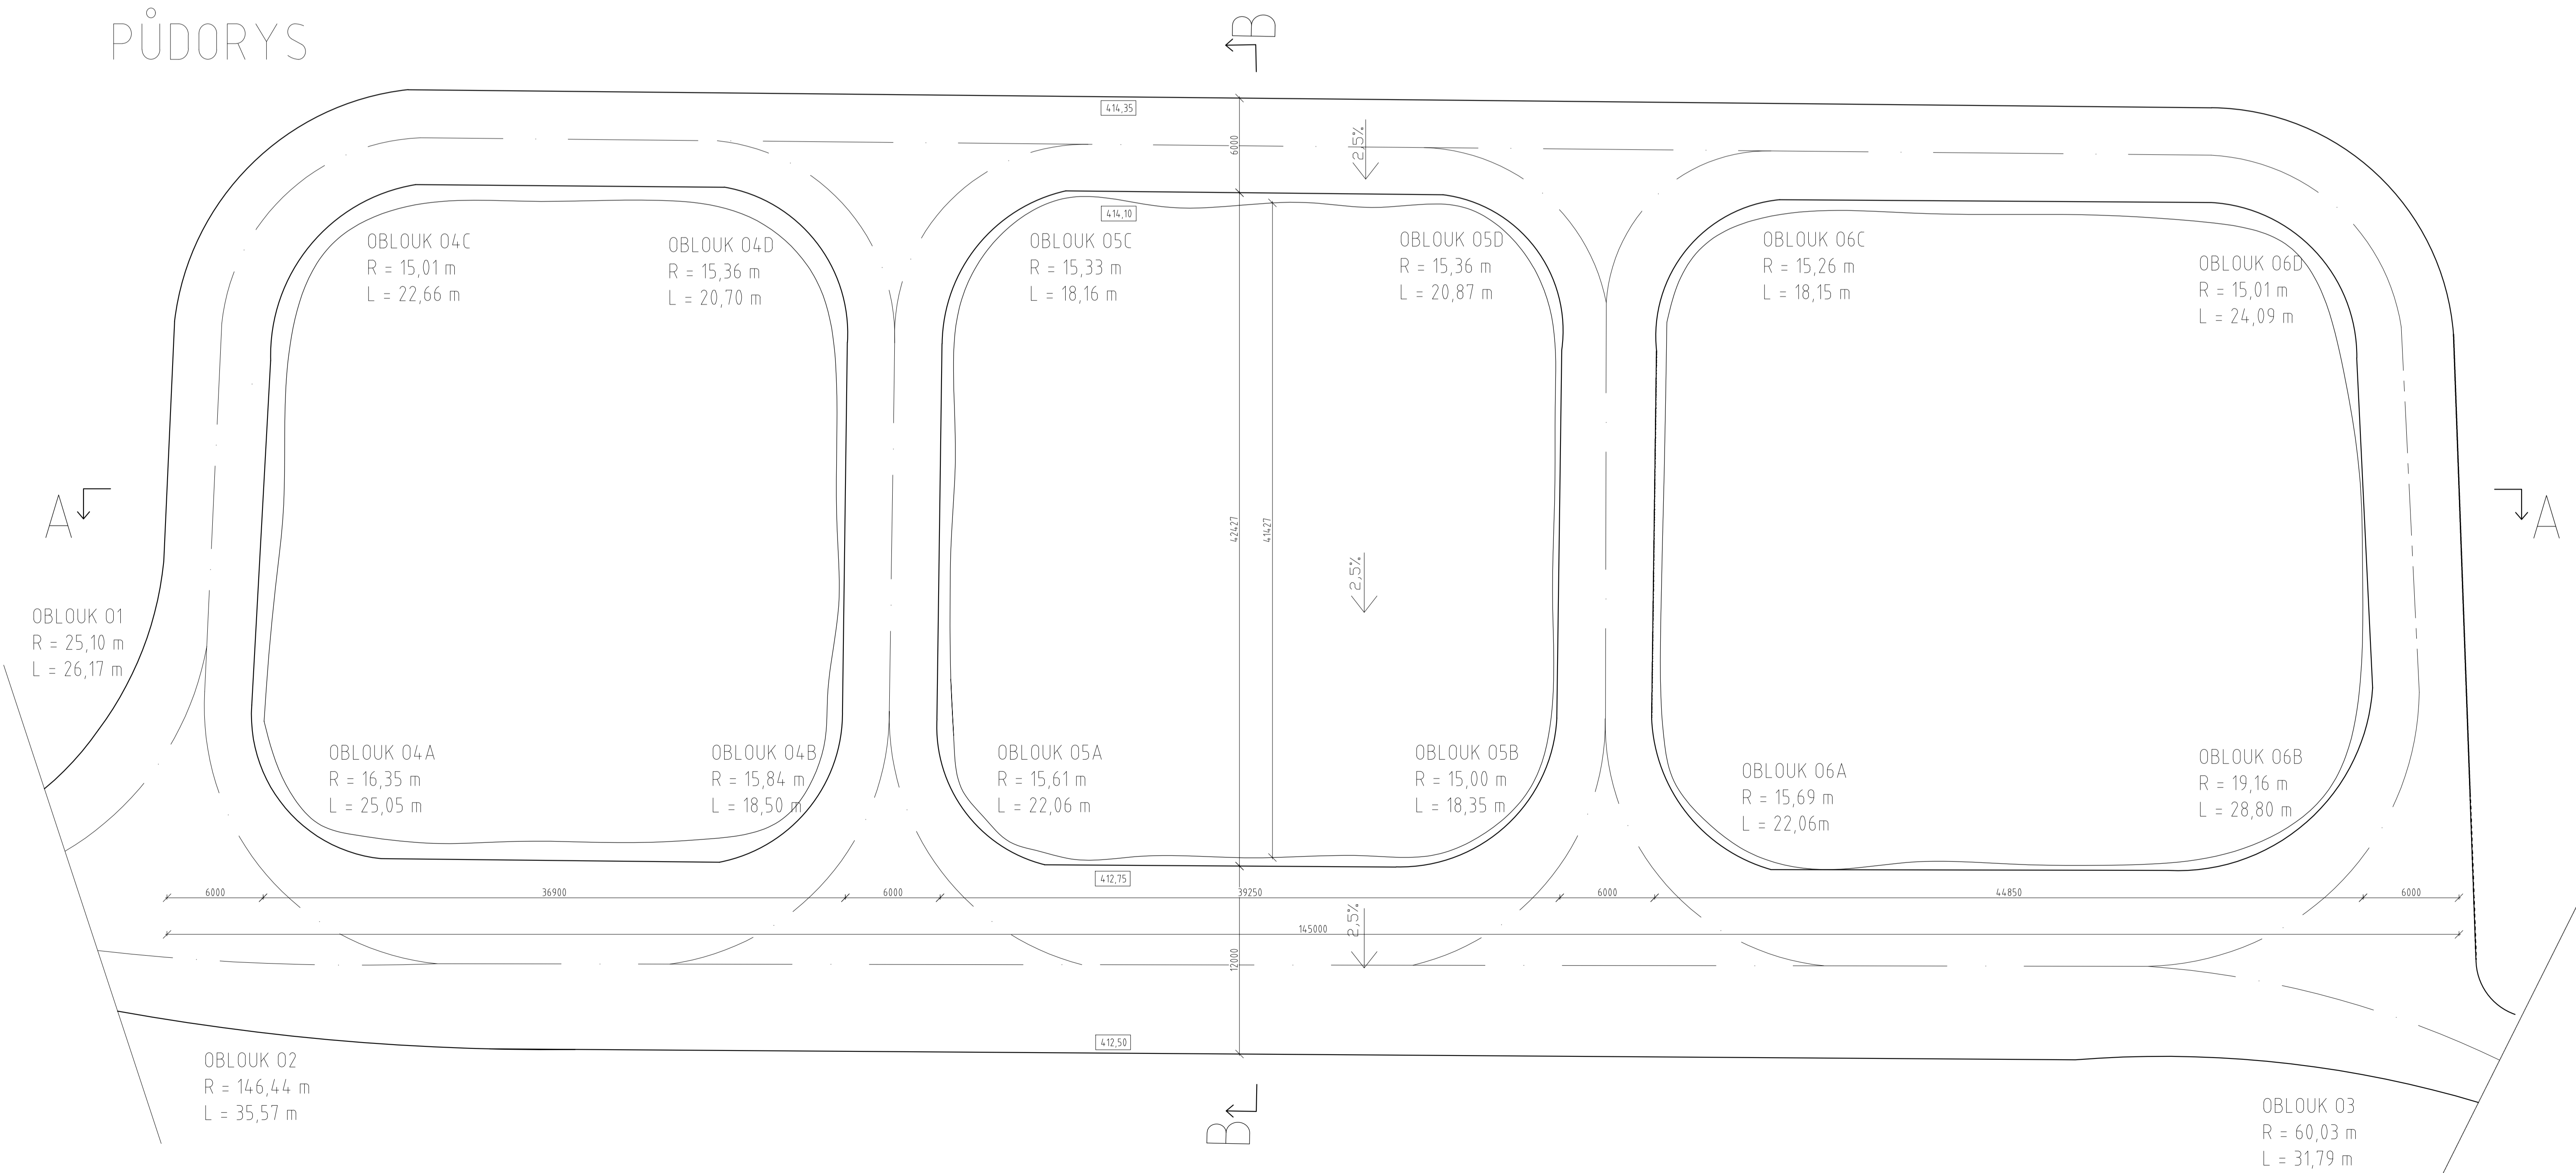 PŮDORYS
B
414,35
6000
2,5%
414,10
OBLOUK 04C
R = 15,01 m
L = 22,66 m
OBLOUK 04D
R = 15,36 m
L = 20,70 m
OBLOUK 05C
R = 15,33 m
L = 18,16 m
OBLOUK 05D
R = 15,36 m
L = 20,87 m
OBLOUK 06C
R = 15,26 m
L = 18,15 m
OBLOUK 06D
R = 15,01 m
L = 24,09 m
A
42427
41427
A
2,5%
OBLOUK 01
R = 25,10 m
L = 26,17 m
OBLOUK 04A
R = 16,35 m
L = 25,05 m
OBLOUK 04B
R = 15,84 m
L = 18,50 m
OBLOUK 05A
R = 15,61 m
L = 22,06 m
OBLOUK 05B
R = 15,00 m
L = 18,35 m
OBLOUK 06A
R = 15,69 m
L = 22,06m
OBLOUK 06B
R = 19,16 m
L = 28,80 m
412,75
6000
36900
6000
39250
6000
44850
6000
2,5%
145000
12000
412,50
OBLOUK 02
R = 146,44 m
L = 35,57 m
B
OBLOUK 03
R = 60,03 m
L = 31,79 m